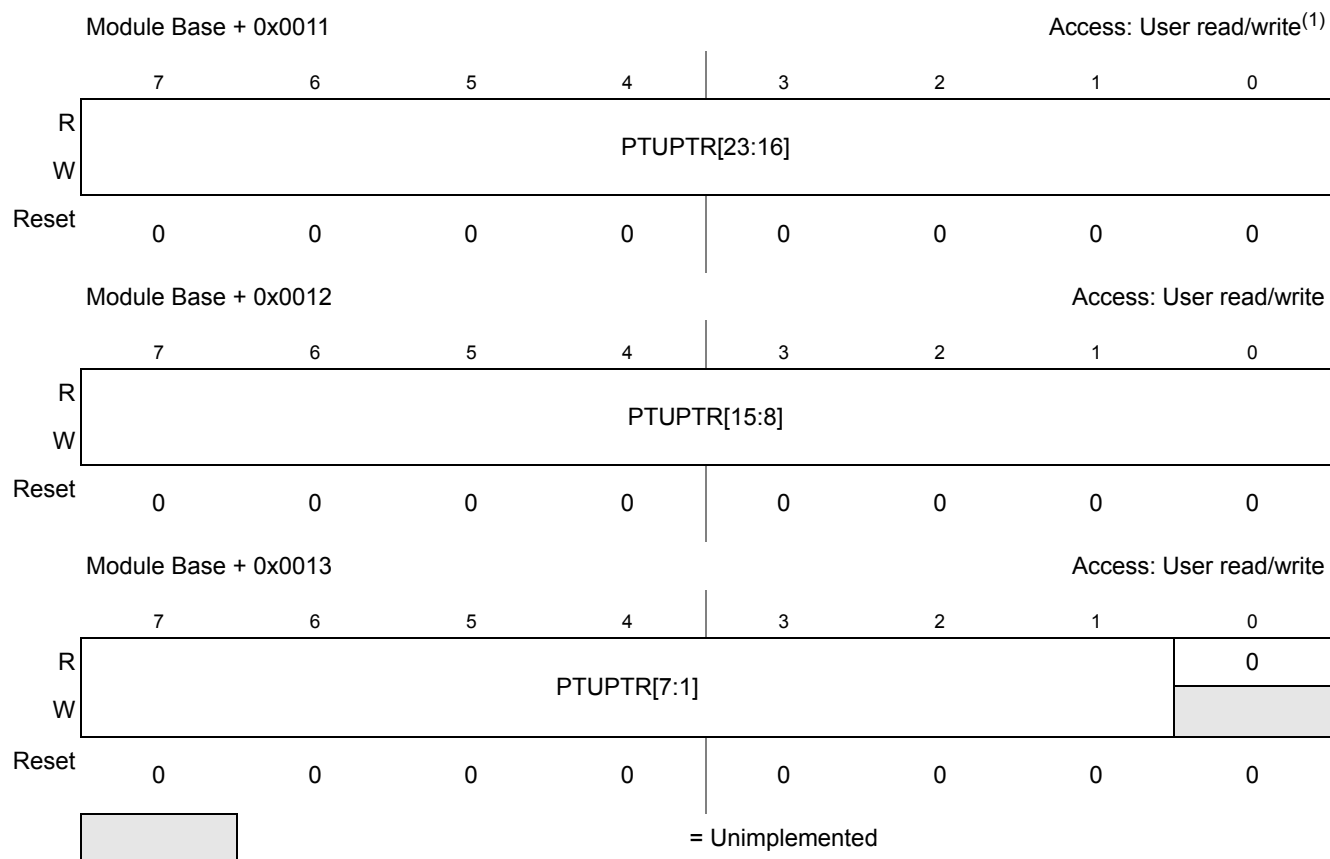 Module Base + 0x0011 Access: User read/write(1)
7 6 5 4 3 2 1 0
R
PTUPTR[23:16]
W
Reset 0 0 0 0 0 0 0 0
Module Base + 0x0012 Access: User read/write
7 6 5 4 3 2 1 0
R
PTUPTR[15:8]
W
Reset 0 0 0 0 0 0 0 0
Module Base + 0x0013 Access: User read/write
7 6 5 4 3 2 1 0
R 0
PTUPTR[7:1]
W
Reset 0 0 0 0 0 0 0 0
= Unimplemented